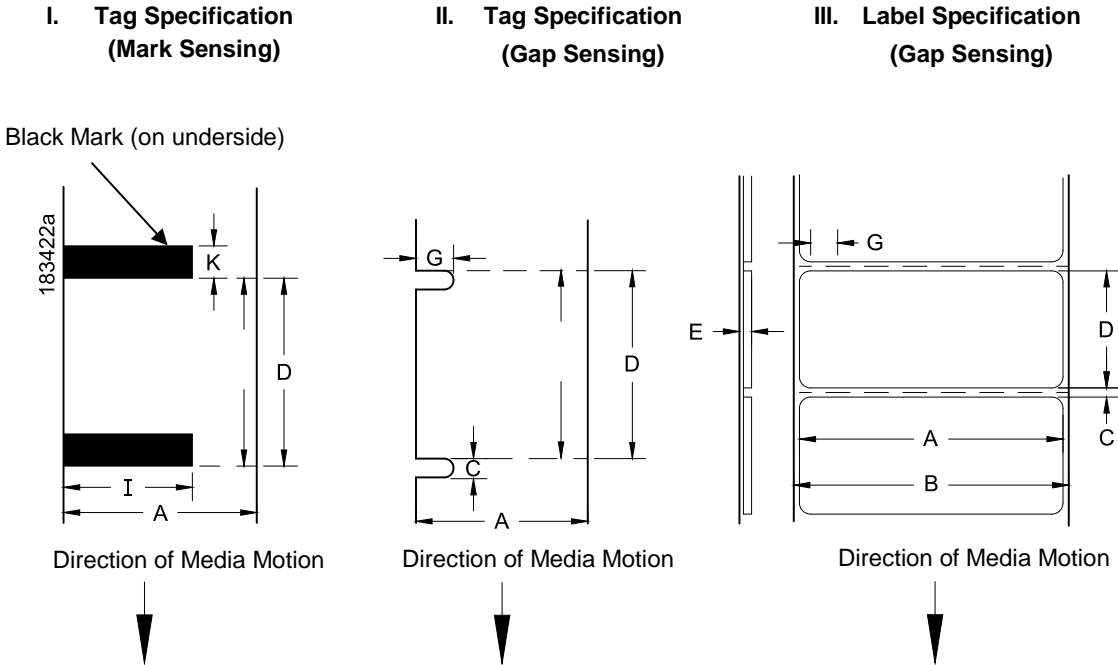 I. Tag Specification
(Mark Sensing)
II. Tag Specification
(Gap Sensing)
III. Label Specification
(Gap Sensing)
Black Mark (on underside)
183422a
K
D
I
A
G
D
C
A
G
E
D
C
A
B
Direction of Media Motion
Direction of Media Motion
Direction of Media Motion